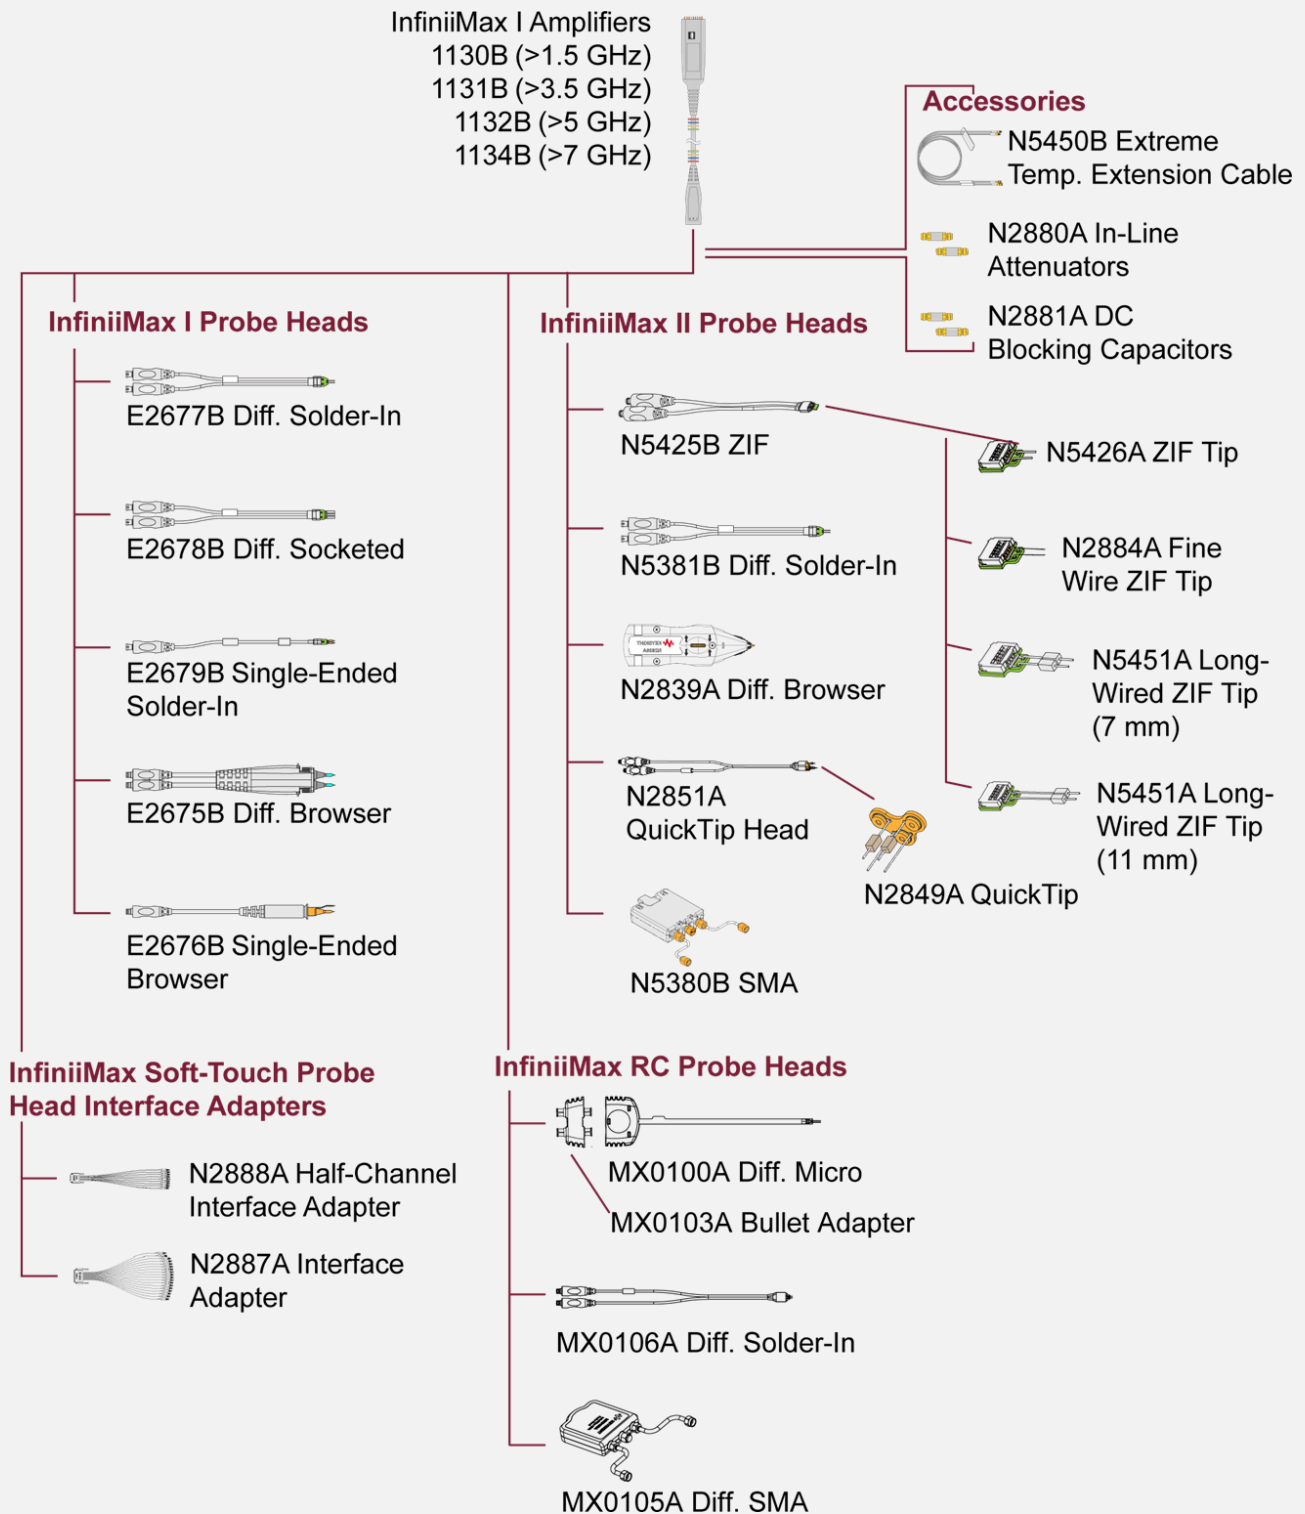 InfiniiMax I Amplifiers
1130B (>1.5 GHz)
1131B (>3.5 GHz)
1132B (>5 GHz)
1134B (>7 GHz)
Accessories
N5450B Extreme
Temp. Extension Cable
N2880A In-Line
Attenuators
N2881A DC
Blocking Capacitors
InfiniiMax I Probe Heads
E2677B Diff. Solder-In
E2678B Diff. Socketed
E2679B Single-Ended
Solder-In
E2675B Diff. Browser
E2676B Single-Ended
Browser
InfiniiMax II Probe Heads
N5425B ZIF
N5381B Diff. Solder-In
N2839A Diff. Browser
N2851A
QuickTip Head
N2849A QuickTip
N5380B SMA
N5426A ZIF Tip
N2884A Fine
Wire ZIF Tip
N5451A Long-
Wired ZIF Tip
(7 mm)
N5451A Long-
Wired ZIF Tip
(11 mm)
InfiniiMax Soft-Touch Probe
Head Interface Adapters
N2888A Half-Channel
Interface Adapter
N2887A Interface
Adapter
InfiniiMax RC Probe Heads
MX0100A Diff. Micro
MX0103A Bullet Adapter
MX0106A Diff. Solder-In
MX0105A Diff. SMA